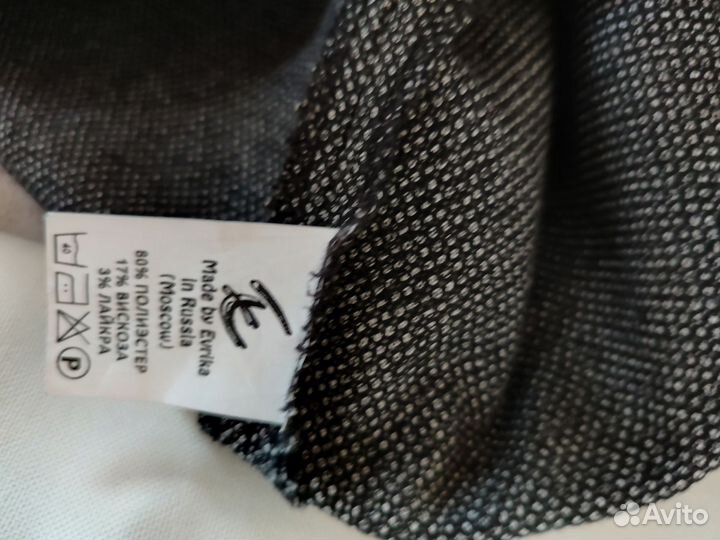 Made by Evrika
in Russia
(Moscow)
80% ПОЛИЭСТЕР
17% ВИСКОЗА
3% ЛАЙКРА
40
P
Avito